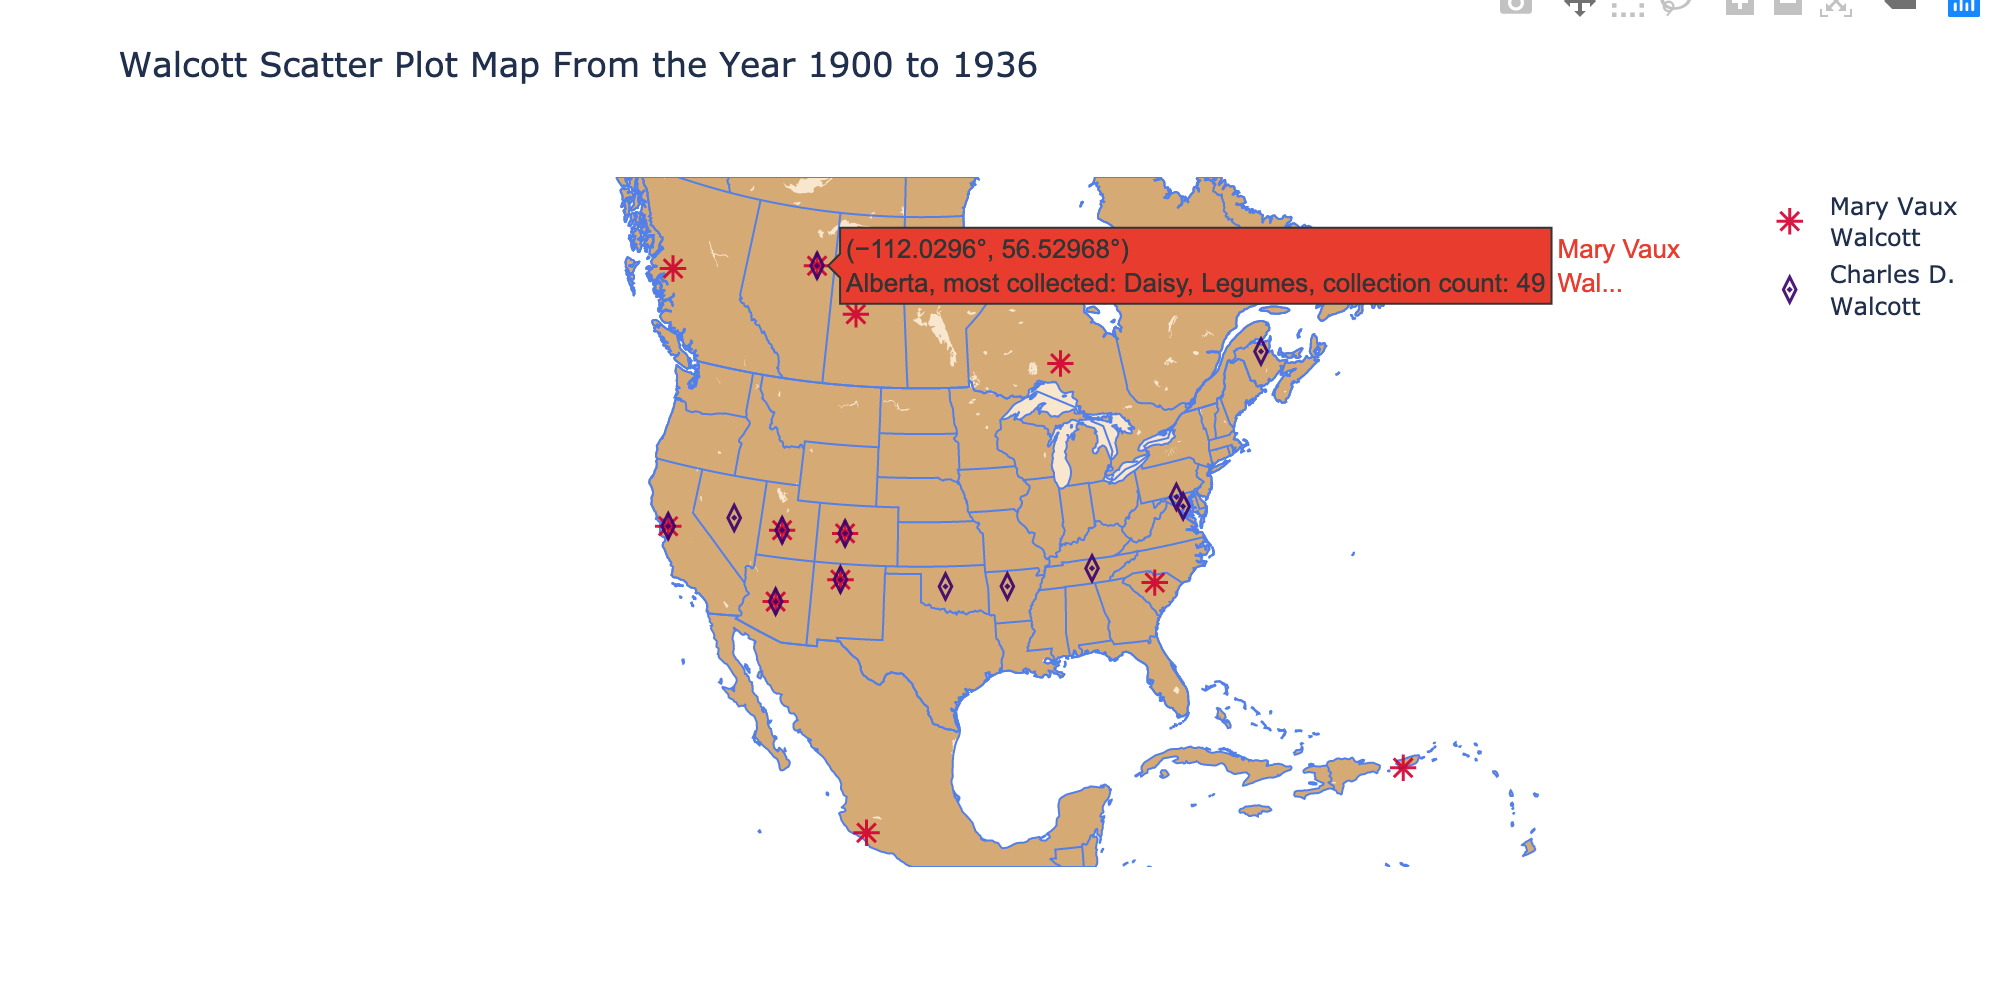 Walcott Scatter Plot Map From the Year 1900 to 1936
(−112.0296°, 56.52968°)
Alberta, most collected: Daisy, Legumes, collection count: 49
Mary Vaux
Wal...
Mary Vaux
Walcott
Charles D.
Walcott